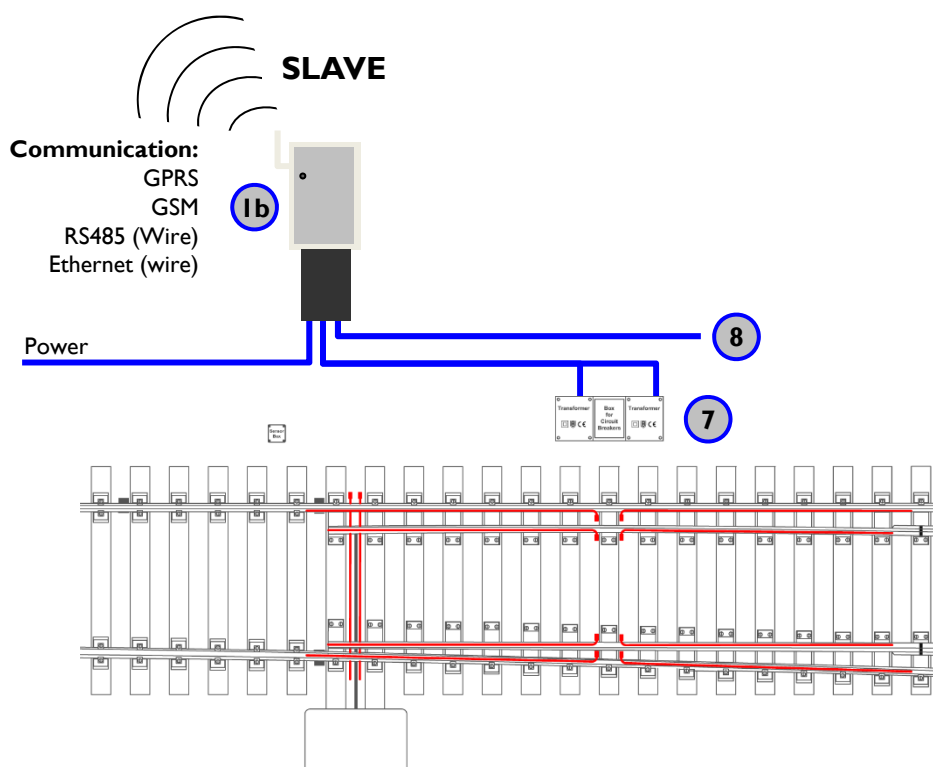 SLAVE
Communication:
GPRS
GSM
RS485 (Wire)
Ethernet (wire)
1b
Power
8
7
Transformer
Box
for
Circuit
Breakers
Transformer
Sensor
Box